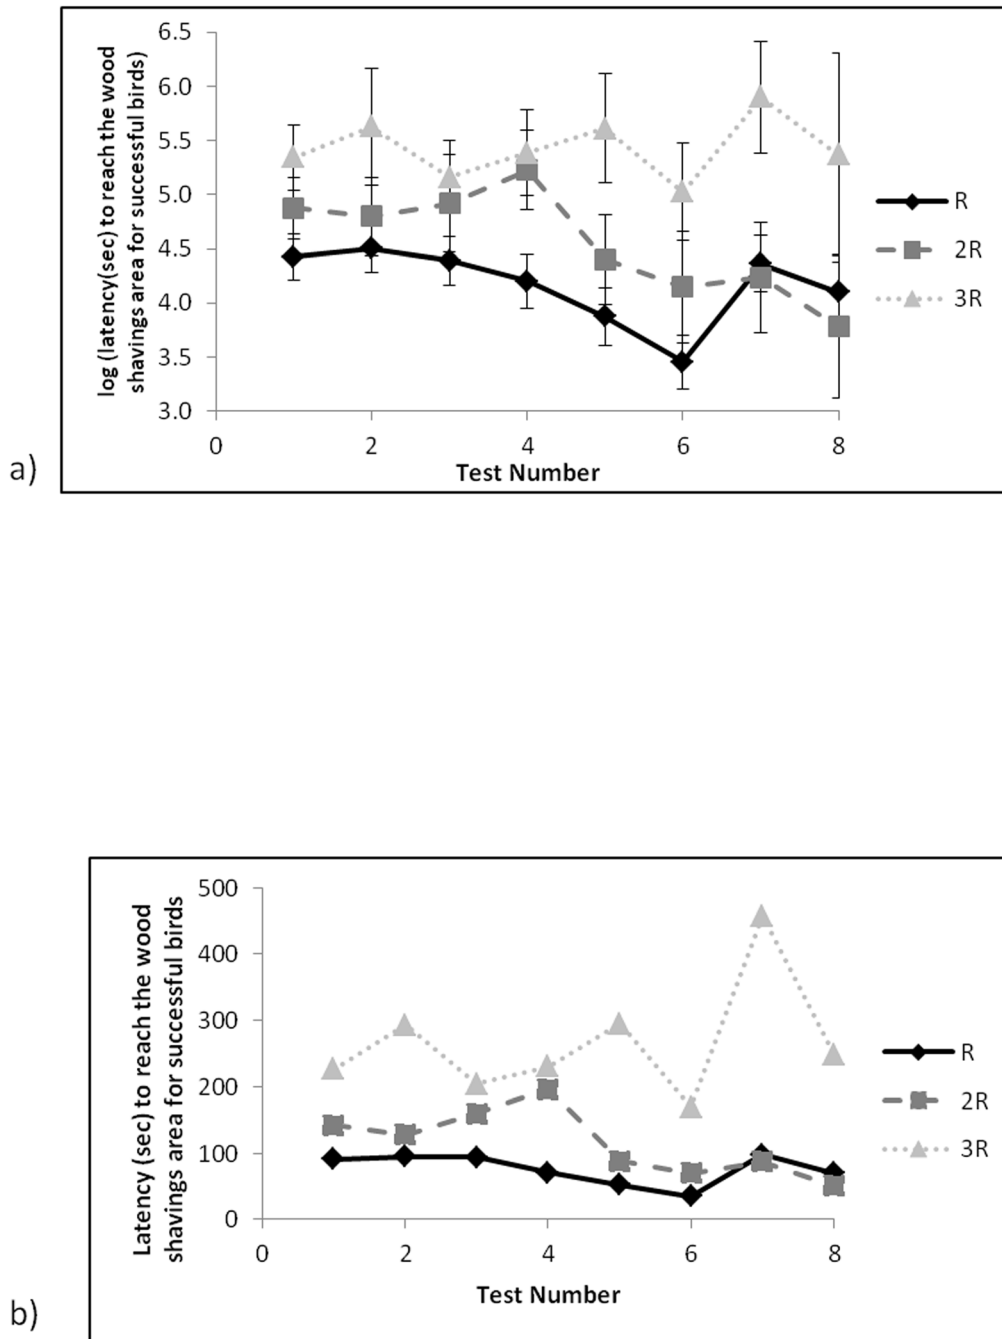 6.5
6.0
5.5
5.0
4.5
4.0
3.5
3.0
log (latency(sec) to reach the wood
shavings area for successful birds)
0 2 4 6 8
Test Number
R
2R
3R
a)
500
400
300
200
100
0
Latency (sec) to reach the wood
shavings area for successful birds
0 2 4 6 8
Test Number
R
2R
3R
b)